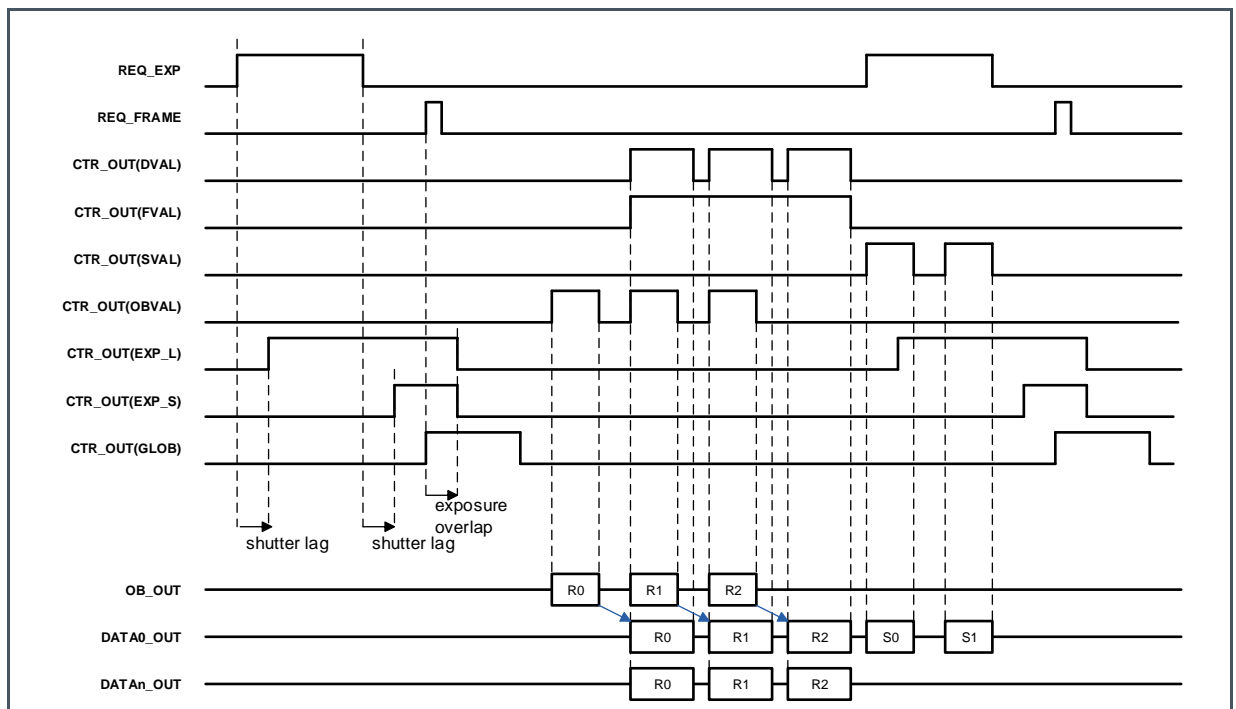 REQ_EXP
REQ_FRAME
CTR_OUT(DVAL)
CTR_OUT(FVAL)
CTR_OUT(SVAL)
CTR_OUT(OBVAL)
CTR_OUT(EXP_L)
CTR_OUT(EXP_S)
CTR_OUT(GLOB)
exposure
overlap
shutter lag shutter lag
OB_OUT R0 R1 R2
DATA0_OUT R0 R1 R2 S0 S1
DATAn_OUT R0 R1 R2